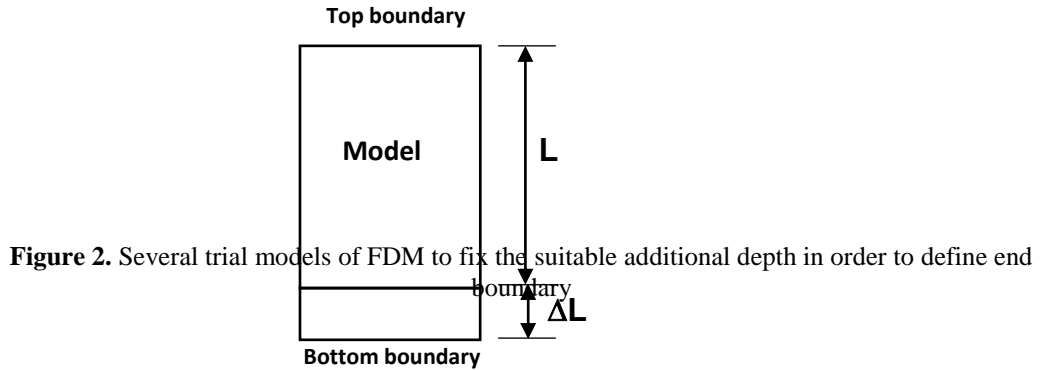 Top boundary
Model
L
Figure 2. Several trial models of FDM to fix the suitable additional depth in order to define end
boundary
ΔL
Bottom boundary